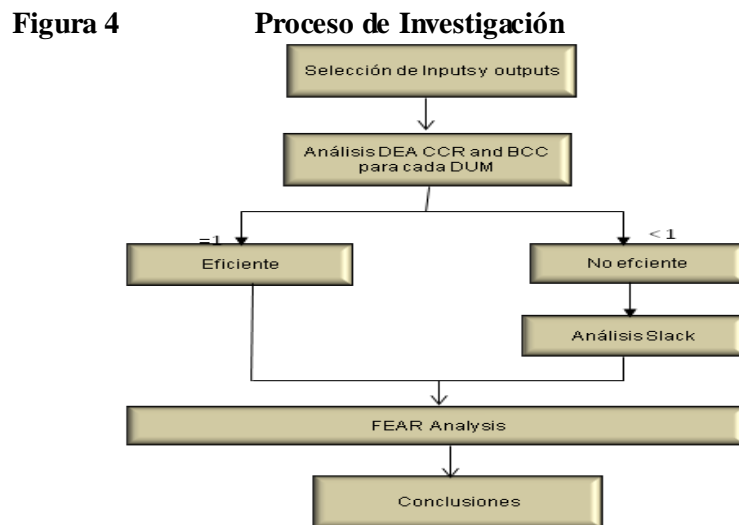 Figura 4 Proceso de Investigación
Selección de Inputsy outputs
Análisis DEA CCR and BCC
para cada DUM
=1
< 1
Eficiente
No efciente
Análisis Slack
FEAR Analysis
Conclusiones